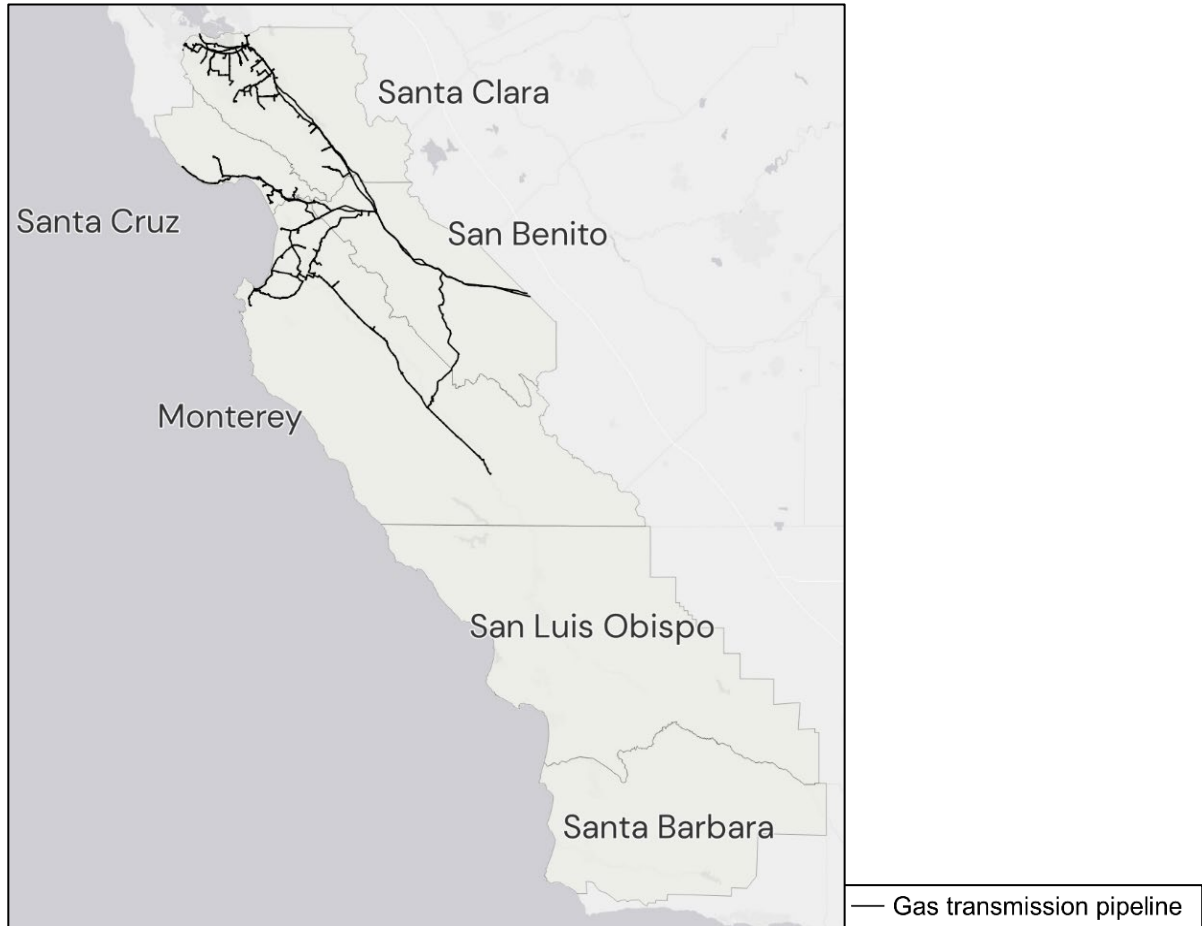 Santa Clara
Santa Cruz
San Benito
Monterey
San Luis Obispo
Santa Barbara
Gas transmission pipeline